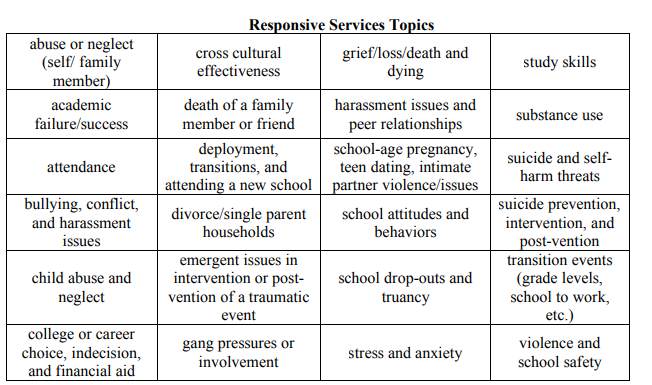 Responsive Services Topics
abuse or neglect
(self/ family
member)
cross cultural
effectiveness
grief/loss/death and
dying
study skills
academic
failure/success
death of a family
member or friend
harassment issues and
peer relationships
substance use
attendance
deployment,
transitions, and
attending a new school
school-age pregnancy,
teen dating, intimate
partner violence/issues
suicide and self-
harm threats
bullying, conflict,
and harassment
issues
divorce/single parent
households
school attitudes and
behaviors
suicide prevention,
intervention, and
post-vention
child abuse and
neglect
emergent issues in
intervention or post-
vention of a traumatic
event
school drop-outs and
truancy
transition events
(grade levels,
school to work,
etc.)
college or career
choice, indecision,
and financial aid
gang pressures or
involvement
stress and anxiety
violence and
school safety